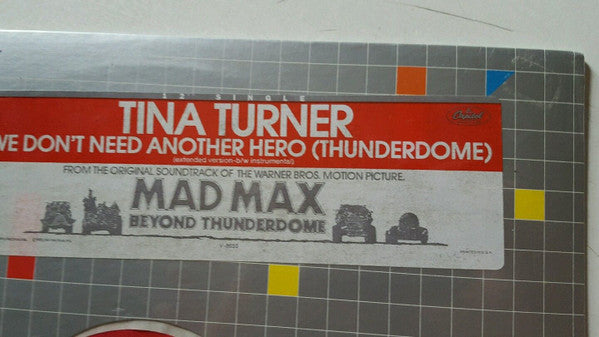 12" SINGLE
TINA TURNER
Capitol
WE DON'T NEED ANOTHER HERO (THUNDERDOME)
(extended version-b/w instrumental)
FROM THE ORIGINAL SOUNDTRACK OF THE WARNER BROS. MOTION PICTURE.
MAD MAX
BEYOND THUNDERDOME